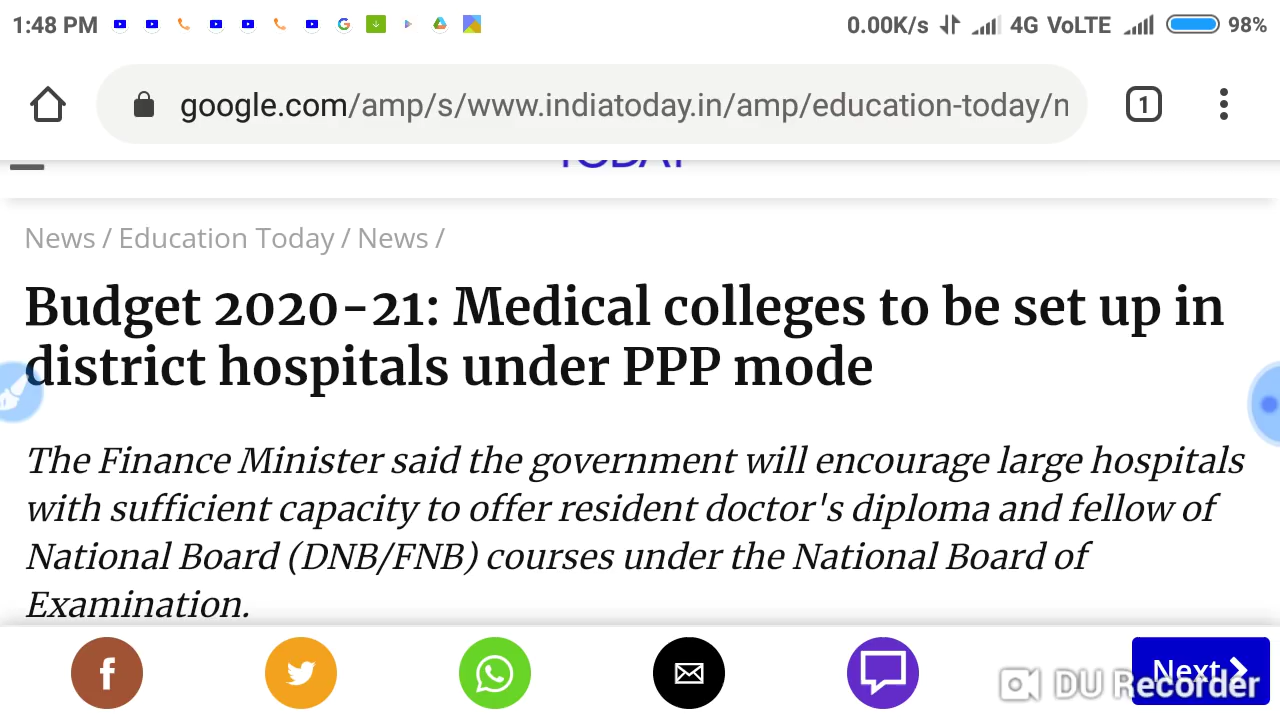 1:48 PM 0.00K/s 4G VoLTE 98%
google.com/amp/s/www.indiatoday.in/amp/education-today/n 1
TODAY
News / Education Today / News /
Budget 2020-21: Medical colleges to be set up in
district hospitals under PPP mode
The Finance Minister said the government will encourage large hospitals
with sufficient capacity to offer resident doctor's diploma and fellow of
National Board (DNB/FNB) courses under the National Board of
Examination.
Next
DU Recorder